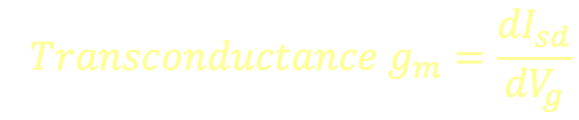 Transconductance g_m = dI_sd/dV_g